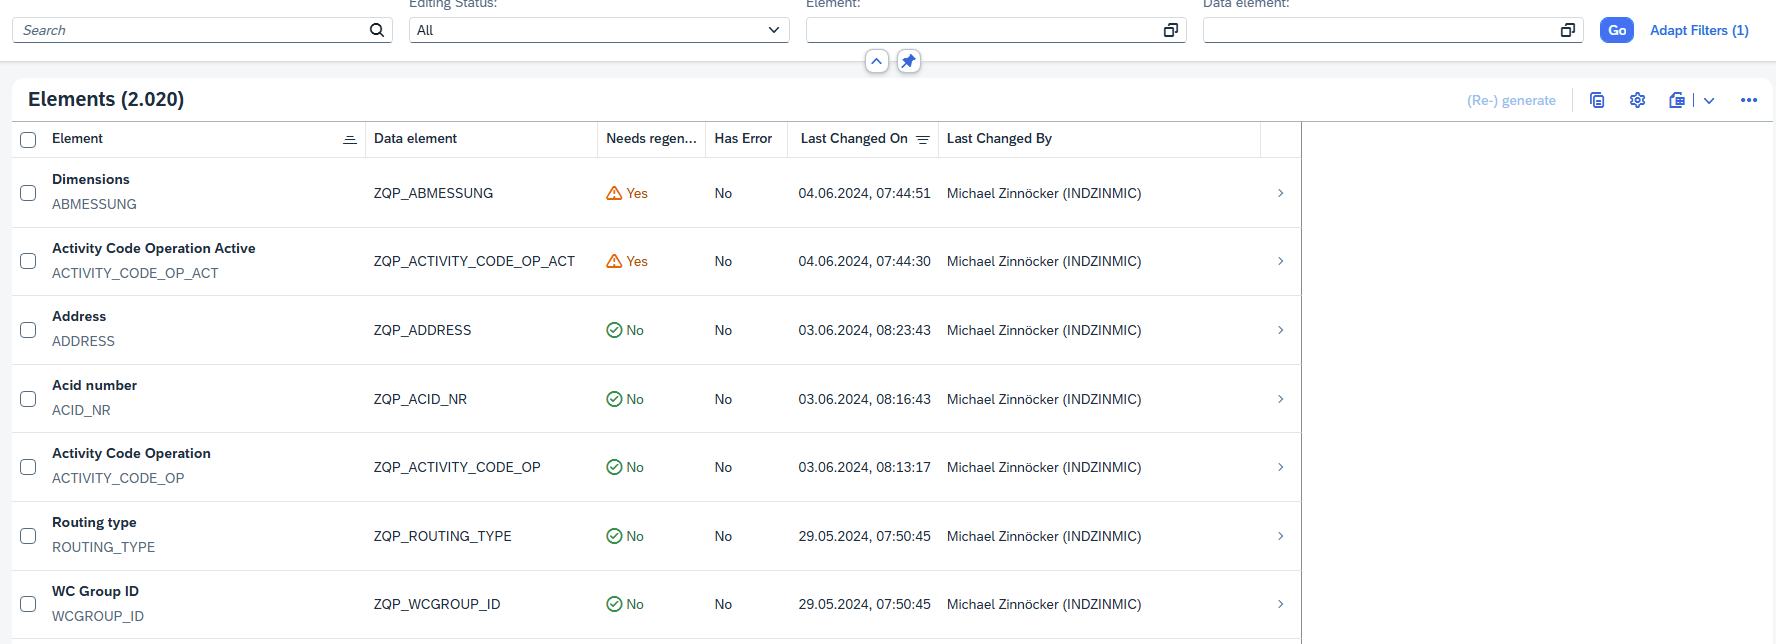 Editing Status:
Element:
Data element:
Search
All
Go
Adapt Filters (1)
Elements (2.020)
(Re-) generate
Element
Data element
Needs regen...
Has Error
Last Changed On
Last Changed By
Dimensions
ABMESSUNG
ZQP_ABMESSUNG
Yes
No
04.06.2024, 07:44:51
Michael Zinnöcker (INDZINMIC)
Activity Code Operation Active
ACTIVITY_CODE_OP_ACT
ZQP_ACTIVITY_CODE_OP_ACT
Yes
No
04.06.2024, 07:44:30
Michael Zinnöcker (INDZINMIC)
Address
ADDRESS
ZQP_ADDRESS
No
No
03.06.2024, 08:23:43
Michael Zinnöcker (INDZINMIC)
Acid number
ACID_NR
ZQP_ACID_NR
No
No
03.06.2024, 08:16:43
Michael Zinnöcker (INDZINMIC)
Activity Code Operation
ACTIVITY_CODE_OP
ZQP_ACTIVITY_CODE_OP
No
No
03.06.2024, 08:13:17
Michael Zinnöcker (INDZINMIC)
Routing type
ROUTING_TYPE
ZQP_ROUTING_TYPE
No
No
29.05.2024, 07:50:45
Michael Zinnöcker (INDZINMIC)
WC Group ID
WCGROUP_ID
ZQP_WCGROUP_ID
No
No
29.05.2024, 07:50:45
Michael Zinnöcker (INDZINMIC)